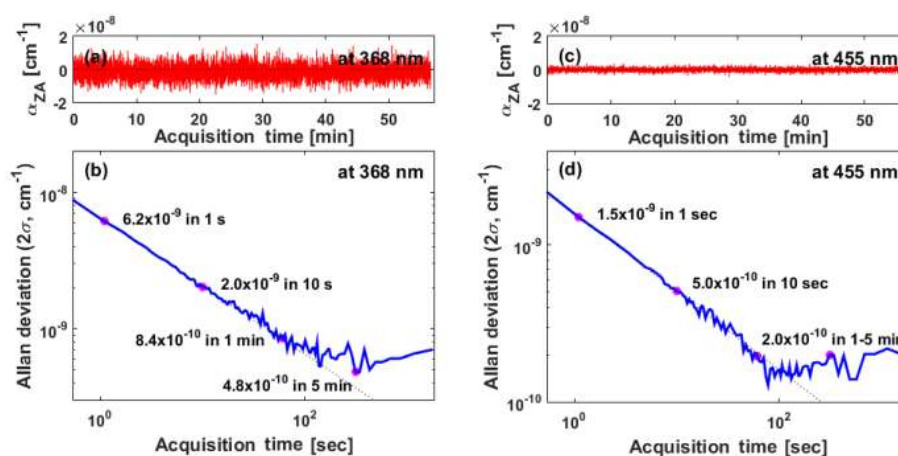 ×10⁻⁸
2
0
-2
α_ZA [cm⁻¹]
(a)
at 368 nm
0 10 20 30 40 50
Acquisition time [min]
×10⁻⁸
2
0
-2
α_ZA [cm⁻¹]
(c)
at 455 nm
0 10 20 30 40 50
Acquisition time [min]
(b)
at 368 nm
Allan deviation (2σ, cm⁻¹)
10⁻⁸
10⁻⁹
6.2x10⁻⁹ in 1 s
2.0x10⁻⁹ in 10 s
8.4x10⁻¹⁰ in 1 min
4.8x10⁻¹⁰ in 5 min
10⁰ 10²
Acquisition time [sec]
(d)
at 455 nm
Allan deviation (2σ, cm⁻¹)
10⁻⁹
10⁻¹⁰
1.5x10⁻⁹ in 1 sec
5.0x10⁻¹⁰ in 10 sec
2.0x10⁻¹⁰ in 1-5 min
10⁰ 10²
Acquisition time [sec]